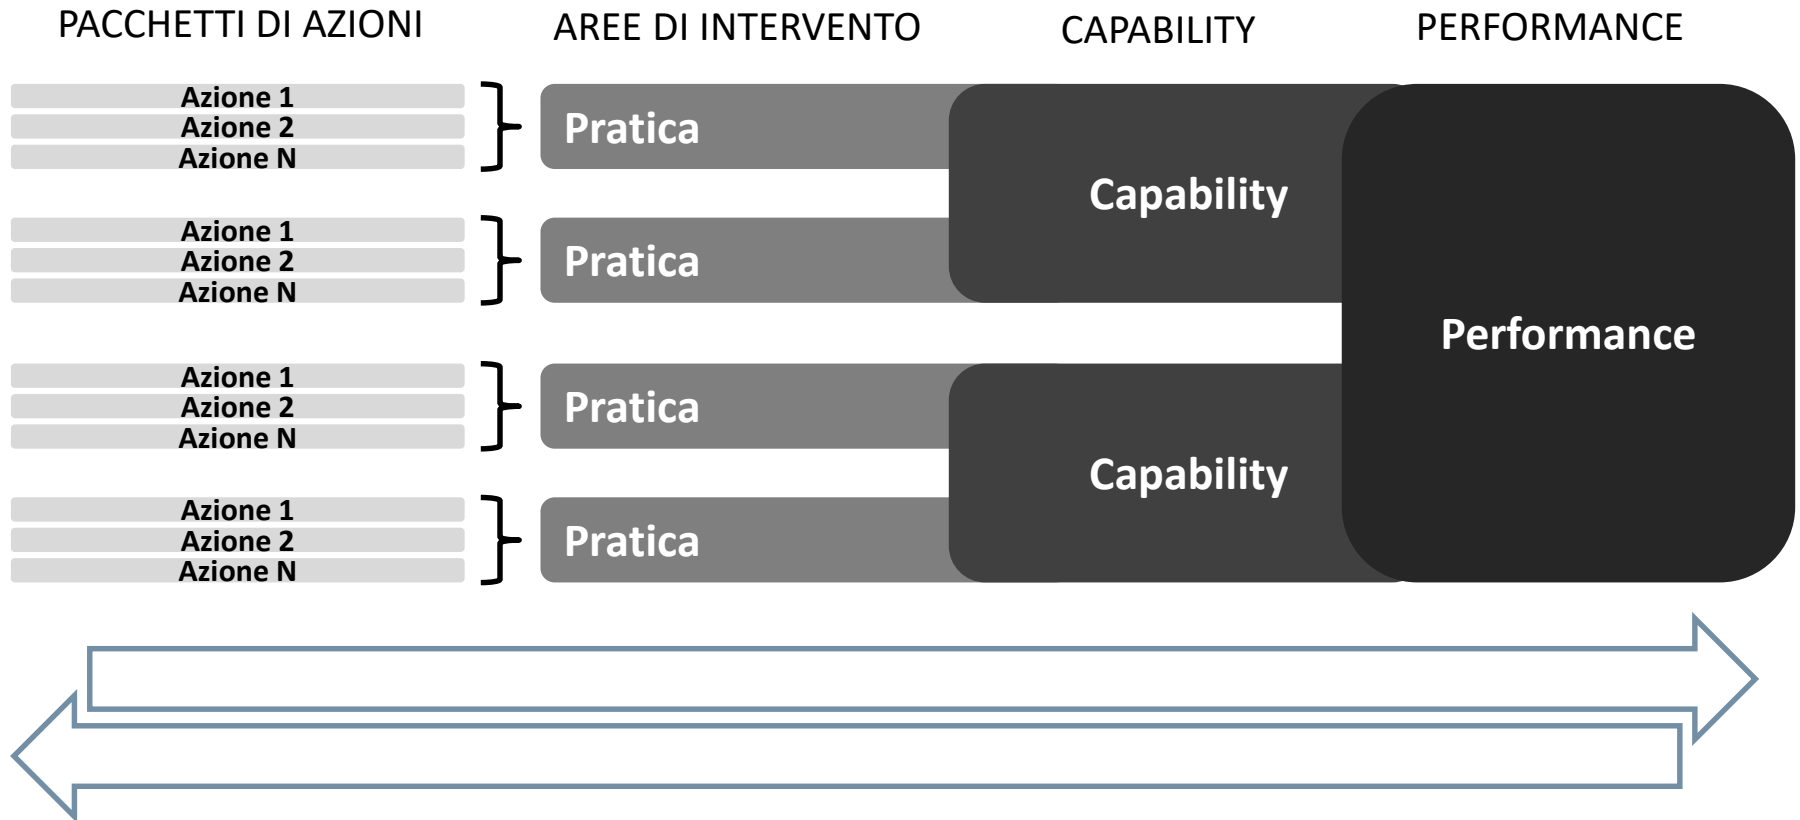 PACCHETTI DI AZIONI
AREE DI INTERVENTO
CAPABILITY
PERFORMANCE
Azione 1
Azione 2
Azione N
Pratica
Azione 1
Azione 2
Azione N
Pratica
Capability
Azione 1
Azione 2
Azione N
Pratica
Azione 1
Azione 2
Azione N
Pratica
Capability
Performance